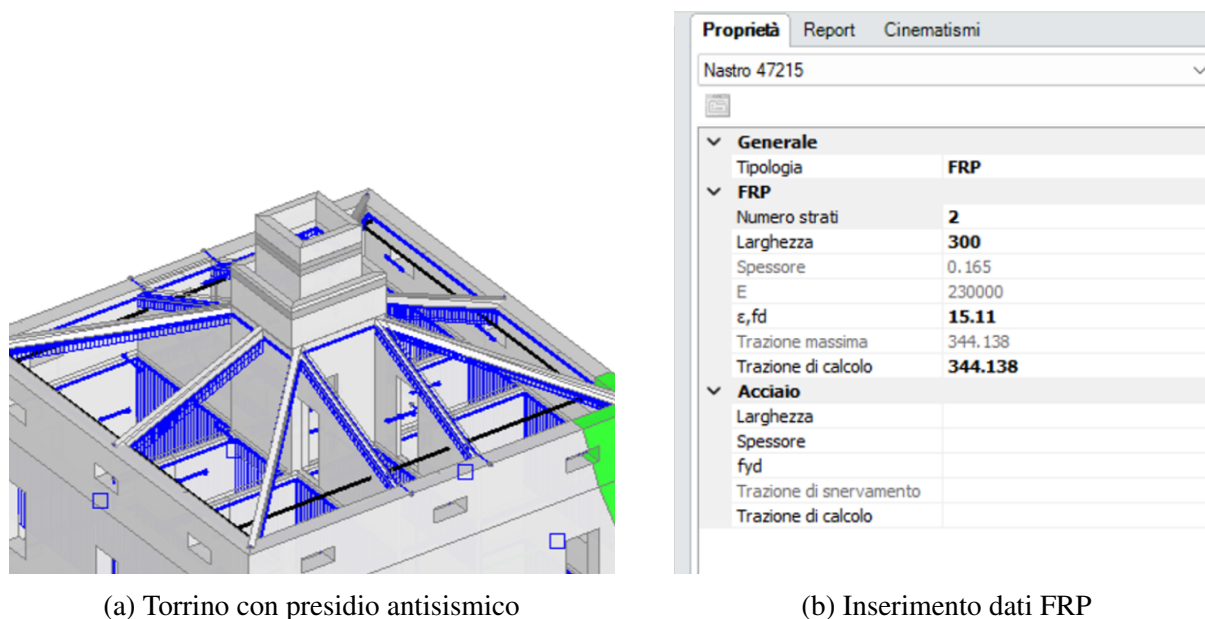 Proprietà Report Cinematismi
Nastro 47215
Generale
Tipologia FRP
FRP
Numero strati 2
Larghezza 300
Spessore 0.165
E 230000
ε,fd 15.11
Trazione massima 344.138
Trazione di calcolo 344.138
Acciaio
Larghezza
Spessore
fyd
Trazione di snervamento
Trazione di calcolo
(a) Torrino con presidio antisismico (b) Inserimento dati FRP